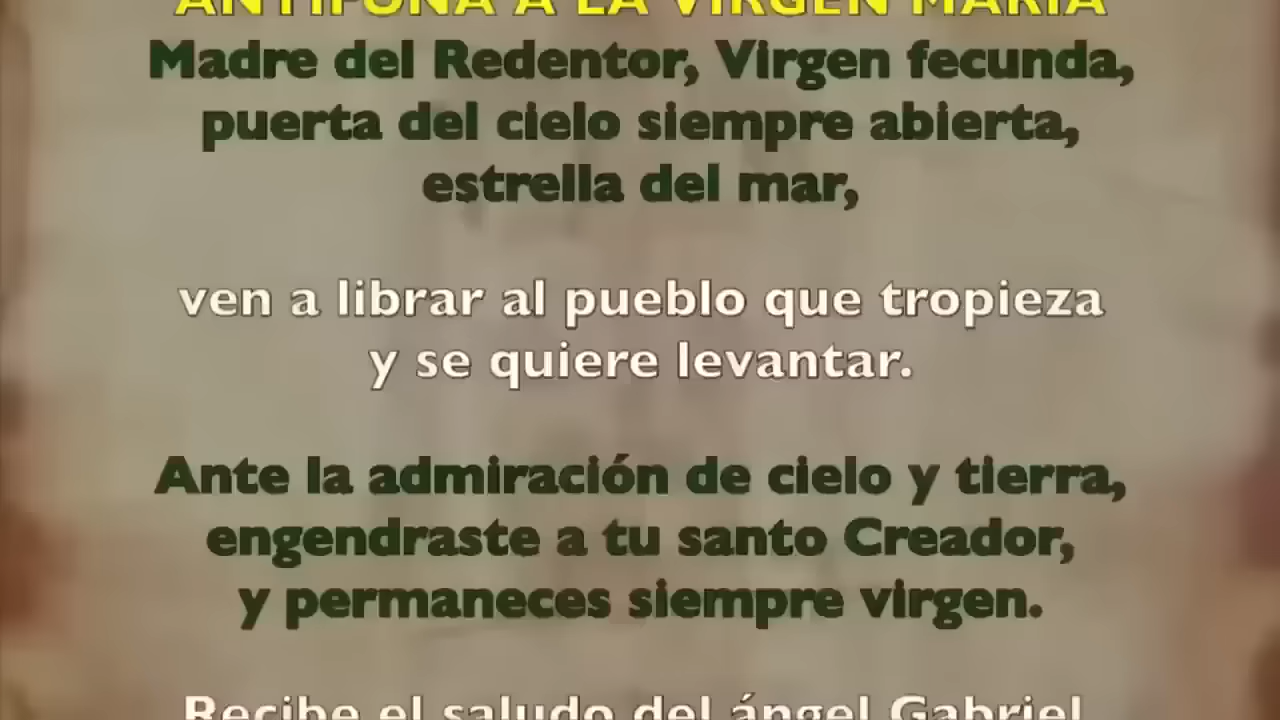 ANTÍFONA A LA VIRGEN MARÍA
Madre del Redentor, Virgen fecunda,
puerta del cielo siempre abierta,
estrella del mar,
ven a librar al pueblo que tropieza
y se quiere levantar.
Ante la admiración de cielo y tierra,
engendraste a tu santo Creador,
y permaneces siempre virgen.
Recibe el saludo del ángel Gabriel